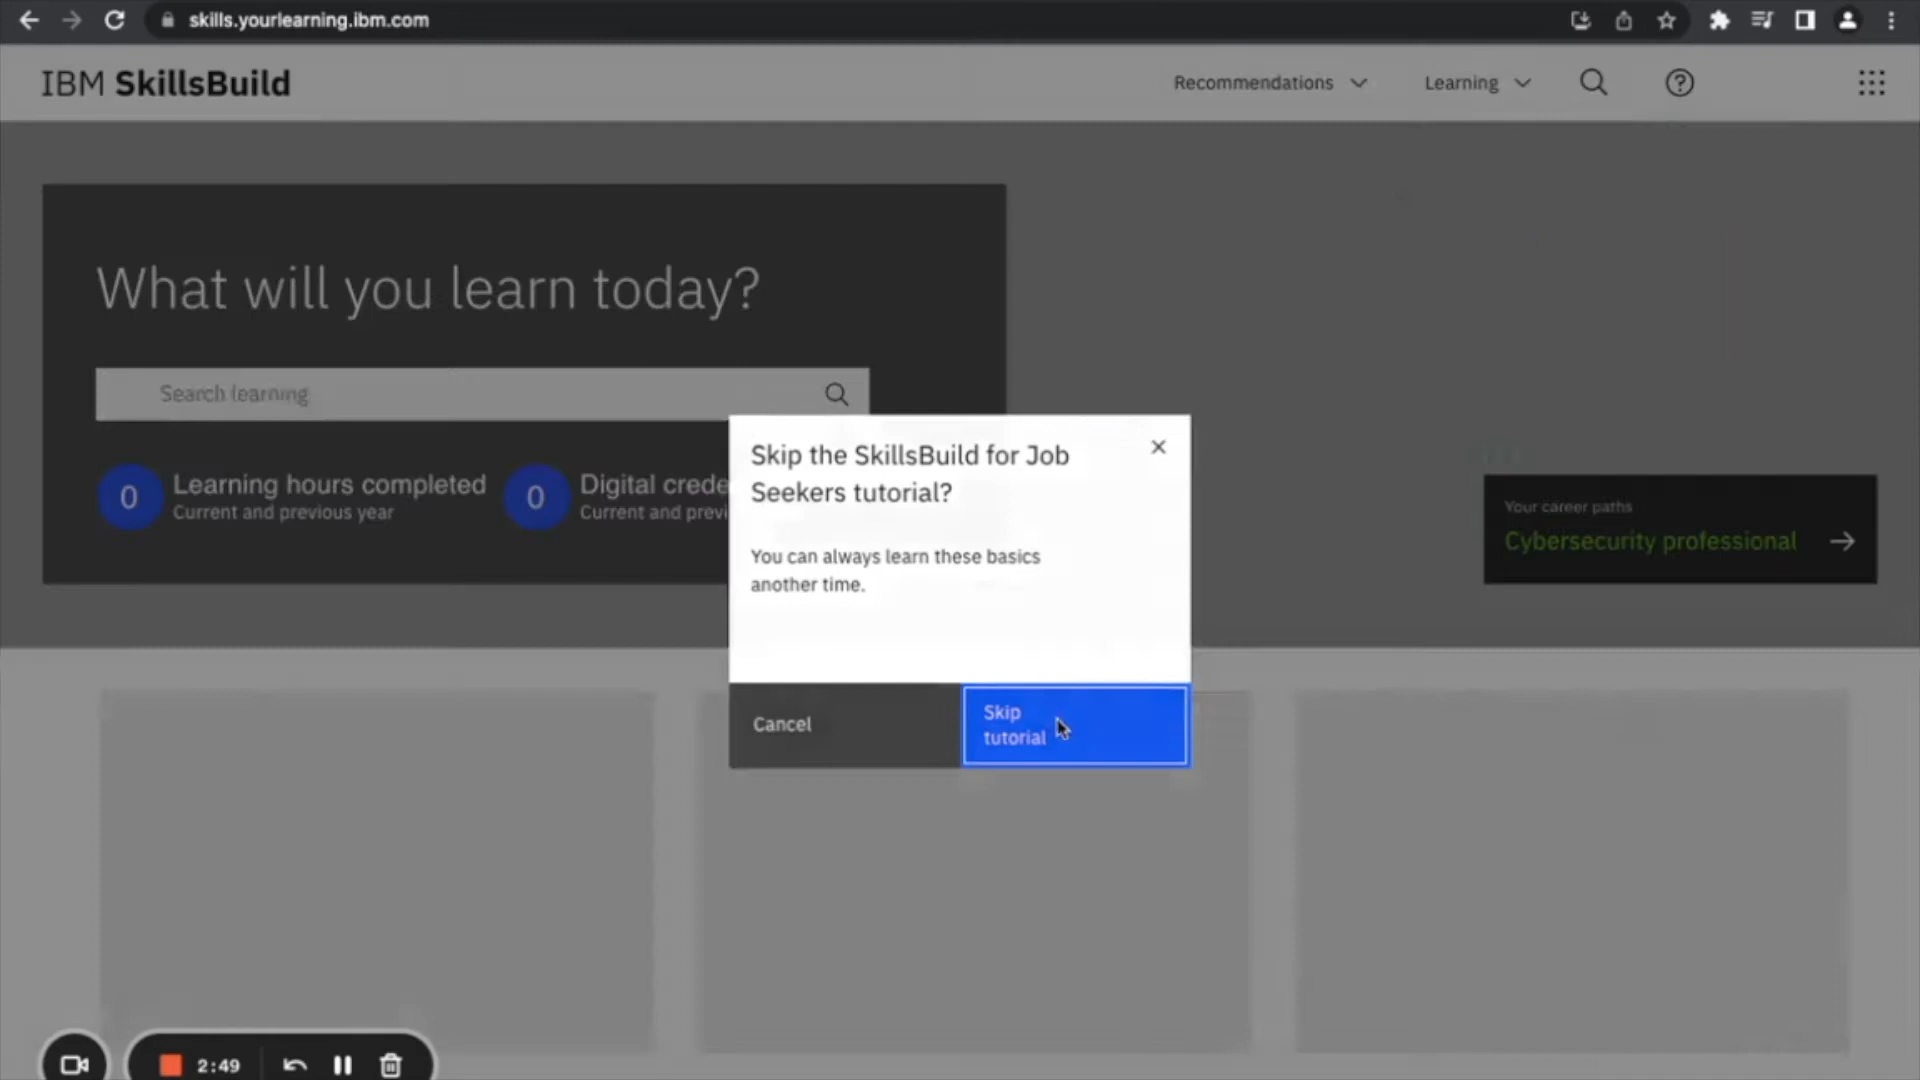 skills.yourlearning.ibm.com
IBM SkillsBuild
Recommendations
Learning
What will you learn today?
Search learning
0
Learning hours completed
Current and previous year
0
Digital crede
Current and previ
Skip the SkillsBuild for Job
Seekers tutorial?
You can always learn these basics
another time.
Cancel
Skip
tutorial
Your career paths
Cybersecurity professional
2:49